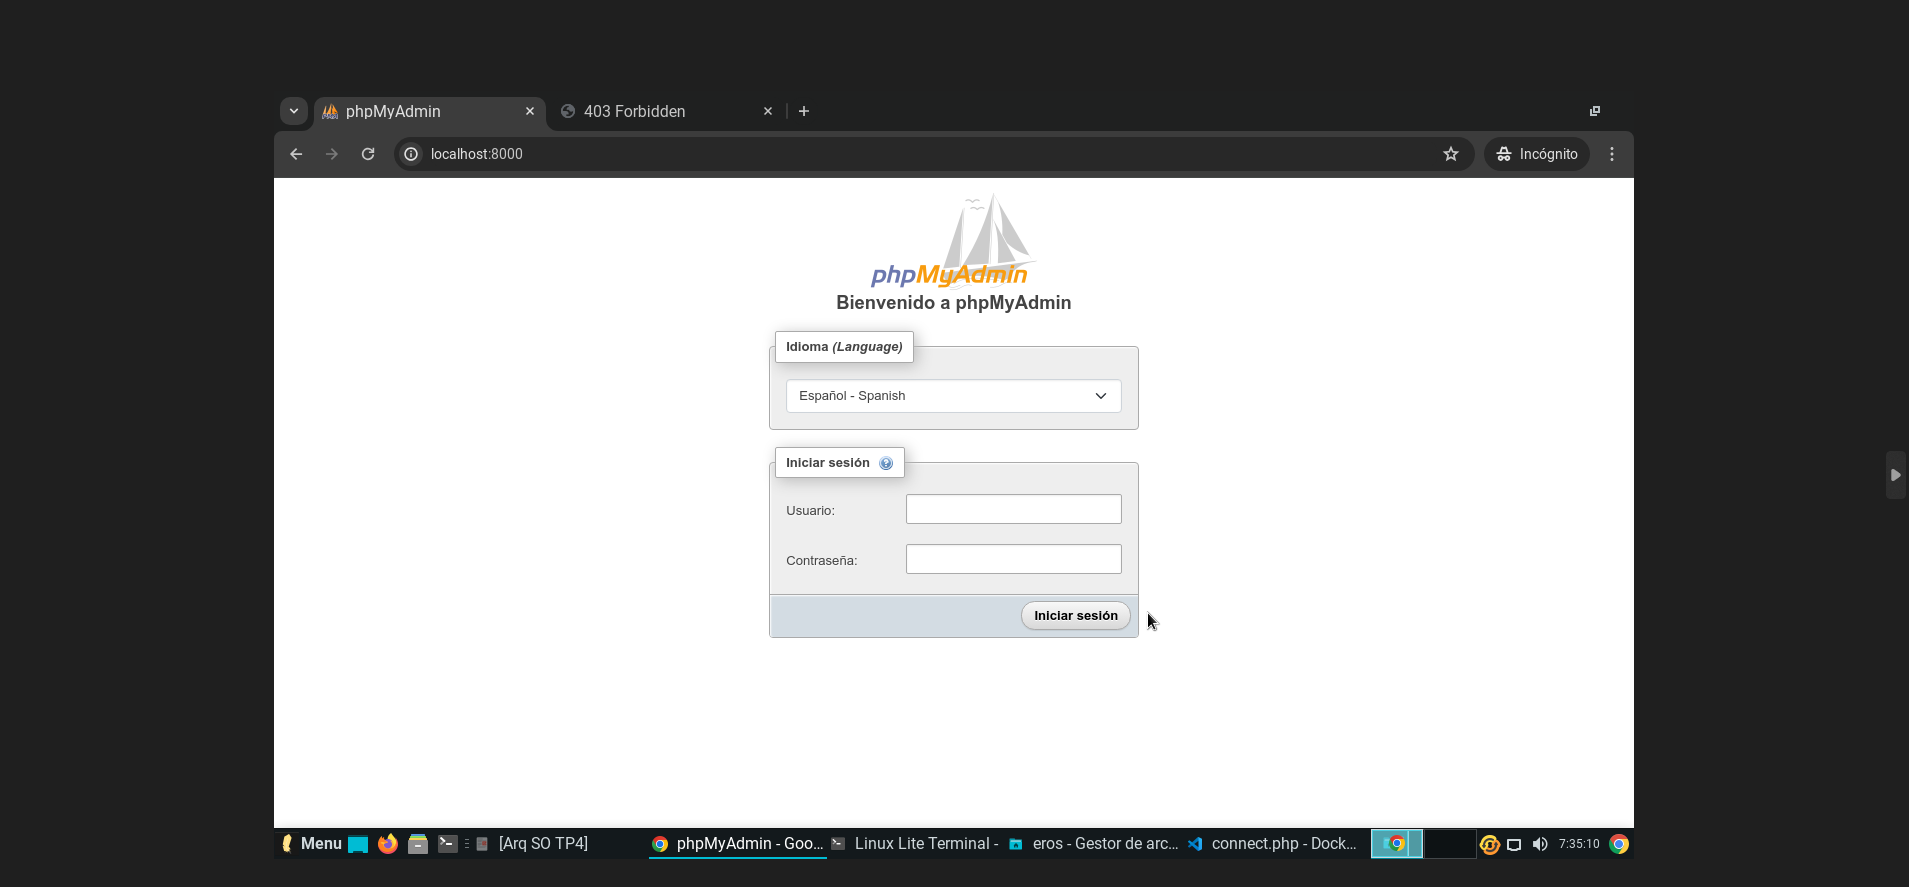 phpMyAdmin
403 Forbidden
localhost:8000
Incógnito
phpMyAdmin
Bienvenido a phpMyAdmin
Idioma (Language)
Español - Spanish
Iniciar sesión
Usuario:
Contraseña:
Iniciar sesión
Menu [Arq SO TP4] phpMyAdmin - Goo... Linux Lite Terminal - eros - Gestor de arc... connect.php - Dock... 7:35:10